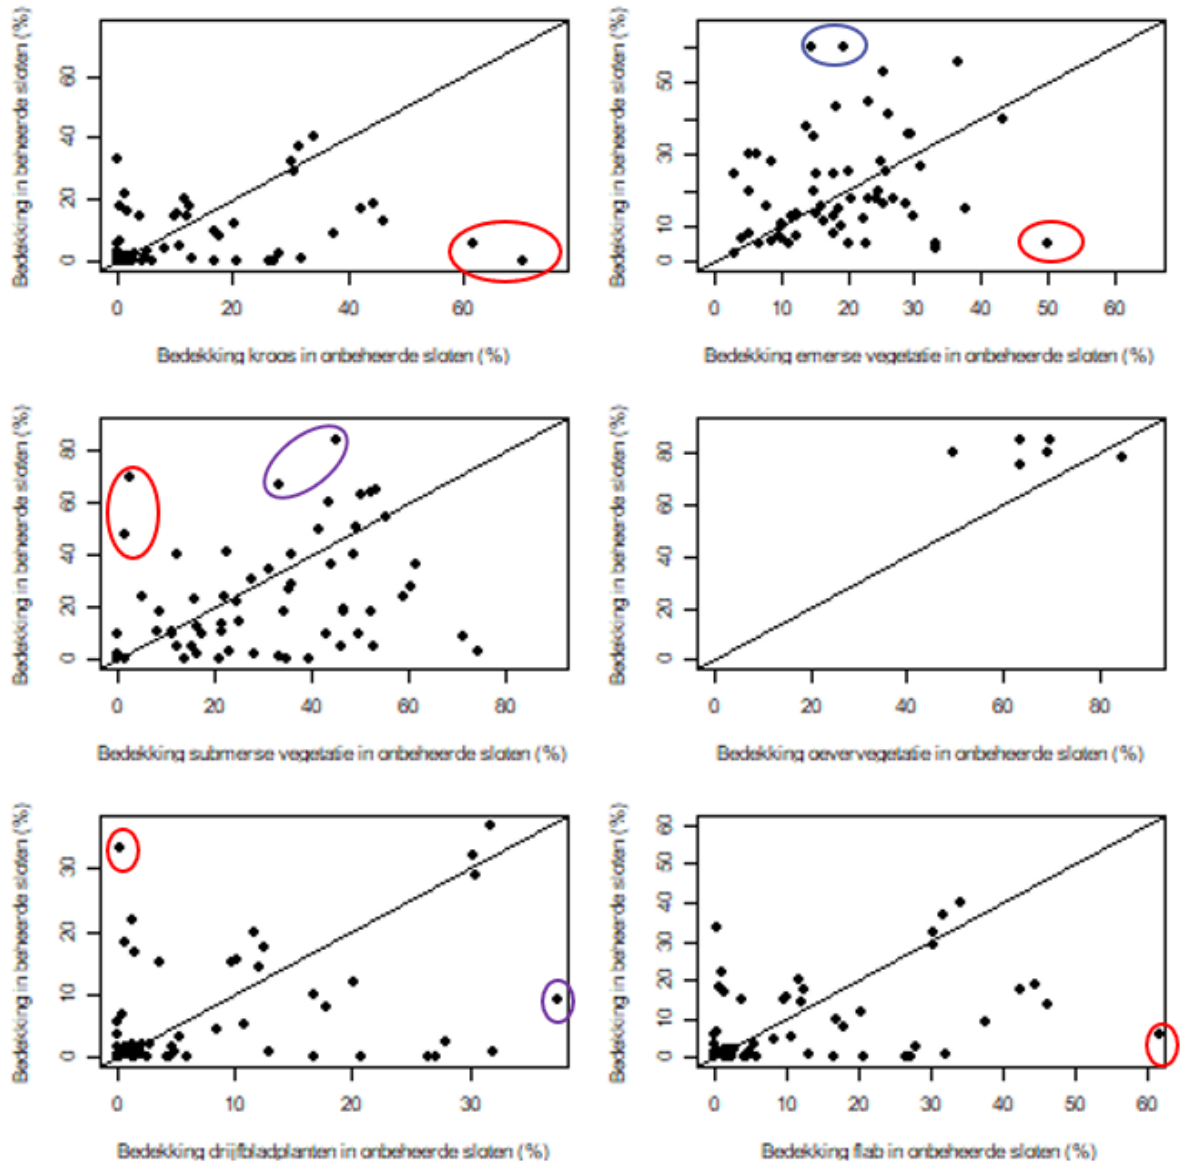 Bedekking in beheerde sloten (%)
60
40
20
0
0 20 40 60
Bedekking kroos in onbeheerde sloten (%)
Bedekking in beheerde sloten (%)
50
30
10
0
0 10 20 30 40 50 60
Bedekking emerse vegetatie in onbeheerde sloten (%)
Bedekking in beheerde sloten (%)
80
60
40
20
0
0 20 40 60 80
Bedekking submerse vegetatie in onbeheerde sloten (%)
Bedekking in beheerde sloten (%)
80
60
40
20
0
0 20 40 60 80
Bedekking oevervegetatie in onbeheerde sloten (%)
Bedekking in beheerde sloten (%)
30
20
10
0
0 10 20 30
Bedekking drijfbladplanten in onbeheerde sloten (%)
Bedekking in beheerde sloten (%)
60
50
40
30
20
10
0
0 10 20 30 40 50 60
Bedekking flab in onbeheerde sloten (%)